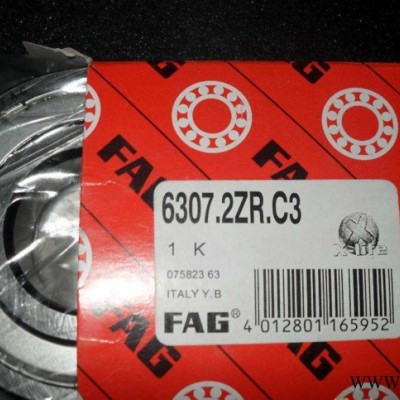 FAG
FAG
6307.2ZR.C3
1 K
X-life
075823 63
ITALY Y.B
FAG®
4 012801 165952
FAG
www